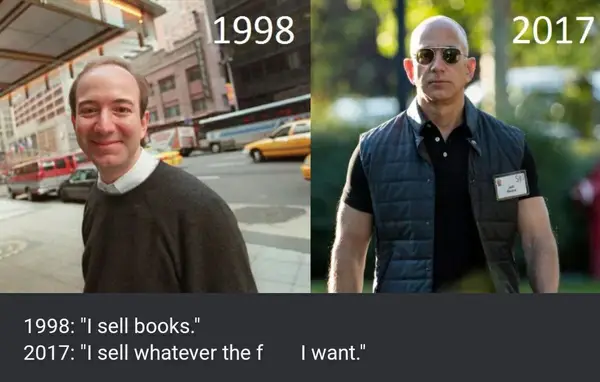 1998
2017
1998: "I sell books."
2017: "I sell whatever the f I want."